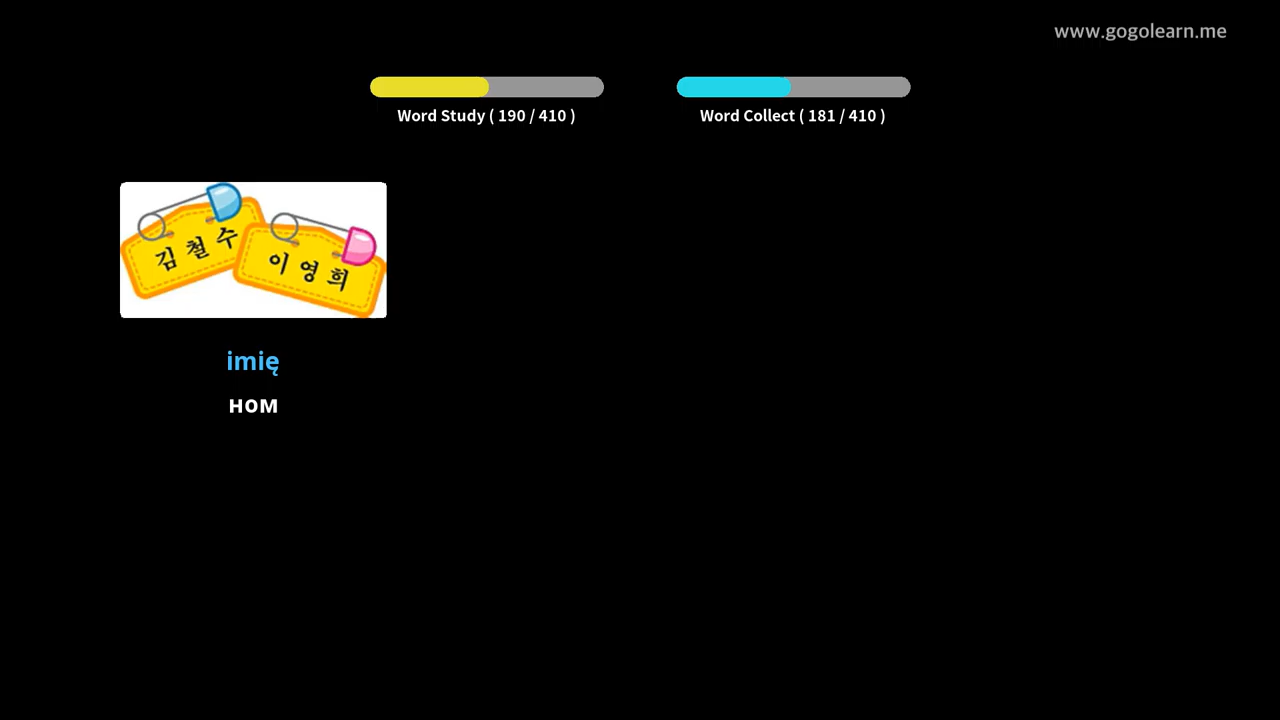 www.gogolearn.me
Word Study ( 190 / 410 )
Word Collect ( 181 / 410 )
김철수
이영희
imię
ном